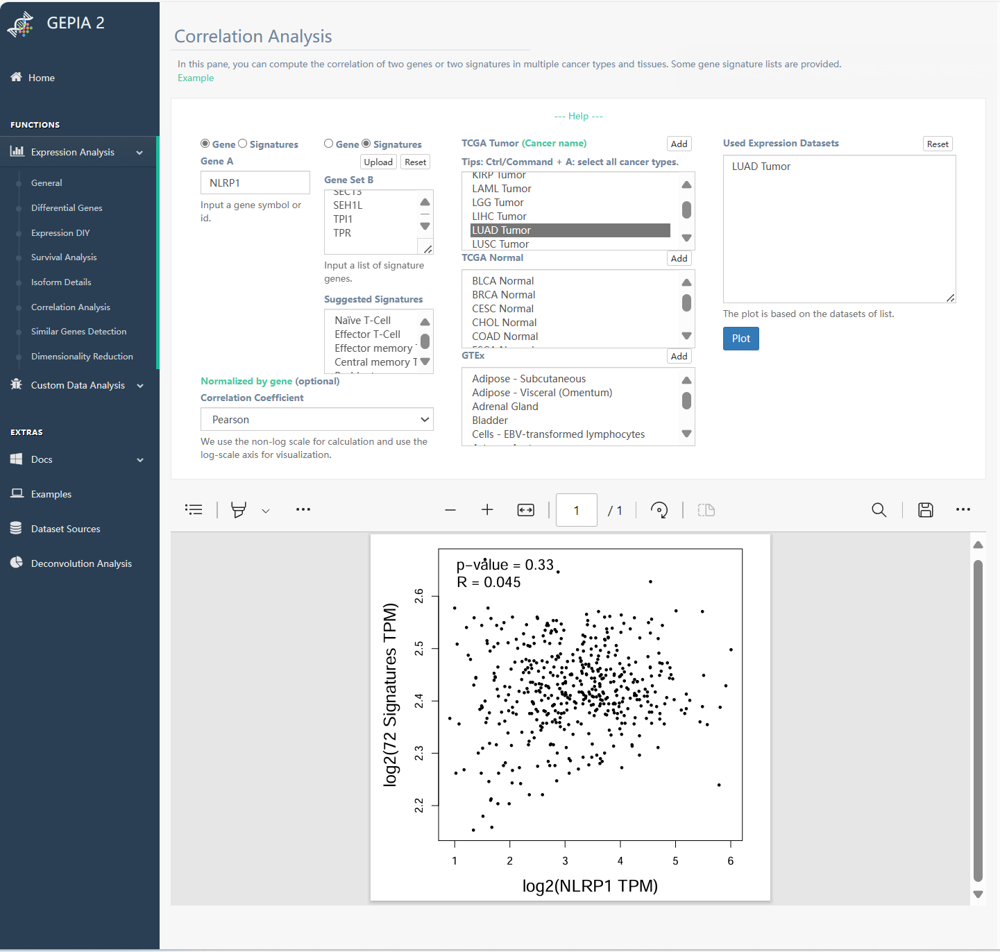 GEPIA 2
Home
FUNCTIONS
Expression Analysis
General
Differential Genes
Expression DIY
Survival Analysis
Isoform Details
Correlation Analysis
Similar Genes Detection
Dimensionality Reduction
Custom Data Analysis
EXTRAS
Docs
Examples
Dataset Sources
Deconvolution Analysis
Correlation Analysis
In this pane, you can compute the correlation of two genes or two signatures in multiple cancer types and tissues. Some gene signature lists are provided.
Example
--- Help ---
Gene Signatures
Gene A
NLRP1
Input a gene symbol or
id.
Gene Signatures
Upload Reset
Gene Set B
SEC13
SEH1L
TPI1
TPR
Input a list of signature
genes.
Suggested Signatures
Naïve T-Cell
Effector T-Cell
Effector memory
Central memory T
Normalized by gene (optional)
Correlation Coefficient
Pearson
We use the non-log scale for calculation and use the
log-scale axis for visualization.
TCGA Tumor (Cancer name) Add
Tips: Ctrl/Command + A: select all cancer types.
KIRP Tumor
LAML Tumor
LGG Tumor
LIHC Tumor
LUAD Tumor
LUSC Tumor
TCGA Normal Add
BLCA Normal
BRCA Normal
CESC Normal
CHOL Normal
COAD Normal
ESCA Normal
GTEx Add
Adipose - Subcutaneous
Adipose - Visceral (Omentum)
Adrenal Gland
Bladder
Cells - EBV-transformed lymphocytes
Used Expression Datasets Reset
LUAD Tumor
The plot is based on the datasets of list.
Plot
1 / 1
p-value = 0.33
R = 0.045
log2(72 Signatures TPM)
2.6
2.5
2.4
2.3
2.2
1 2 3 4 5 6
log2(NLRP1 TPM)